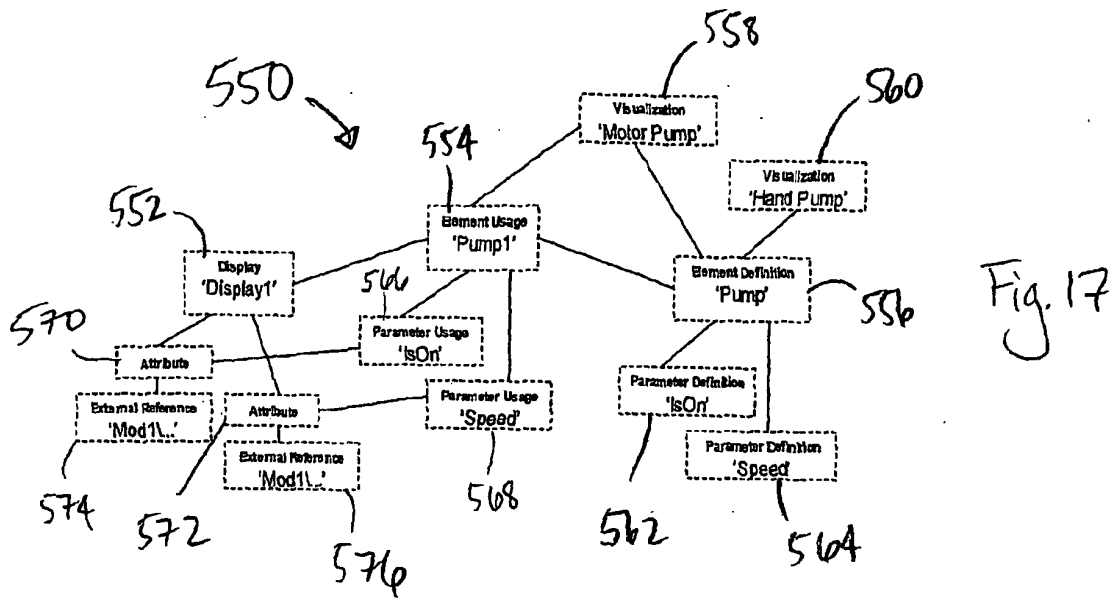 558
550
560
Visualization
'Motor Pump'
554
Visualization
'Hand Pump'
552
Element Usage
'Pump1'
Display
'Display1'
566
Element Definition
'Pump'
556
Fig. 17
570
Attribute
Parameter Usage
'IsOn'
External Reference
'Mod1\..'
Attribute
Parameter Usage
'Speed'
Parameter Definition
'IsOn'
External Reference
'Mod1\..'
Parameter Definition
'Speed'
574
572
576
568
562
564